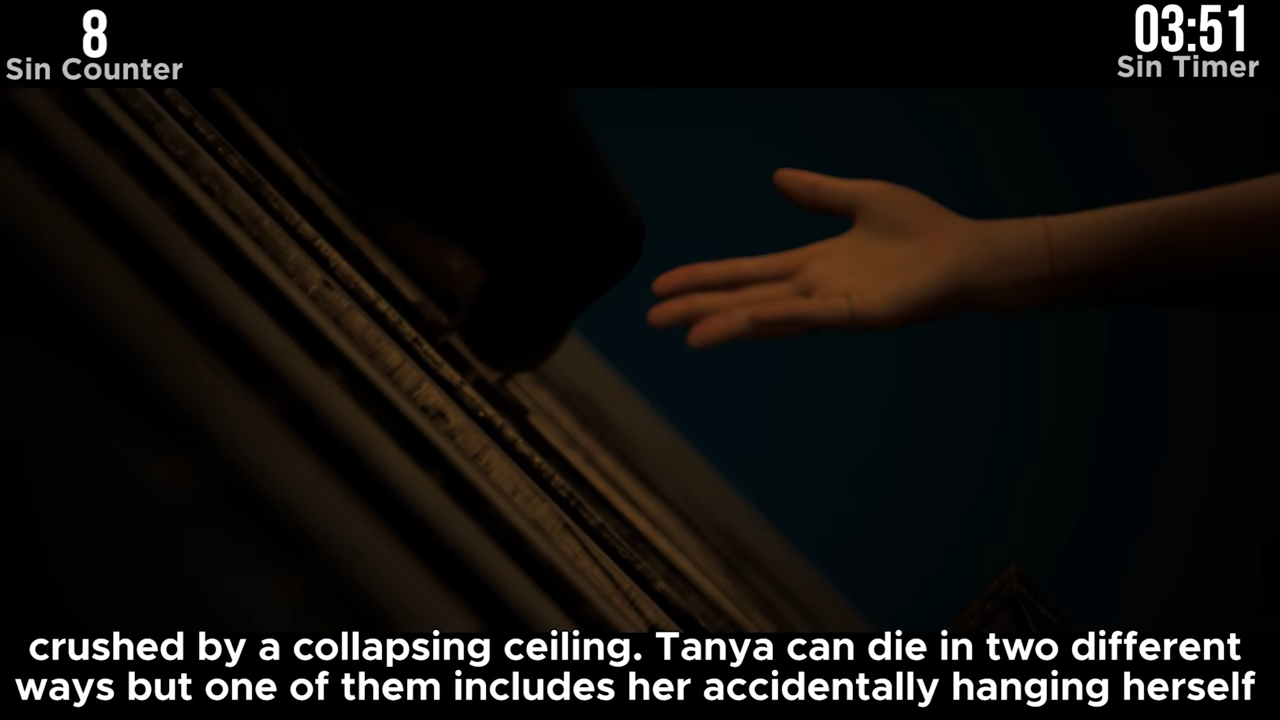 8
Sin Counter
03:51
Sin Timer
crushed by a collapsing ceiling. Tanya can die in two different
ways but one of them includes her accidentally hanging herself